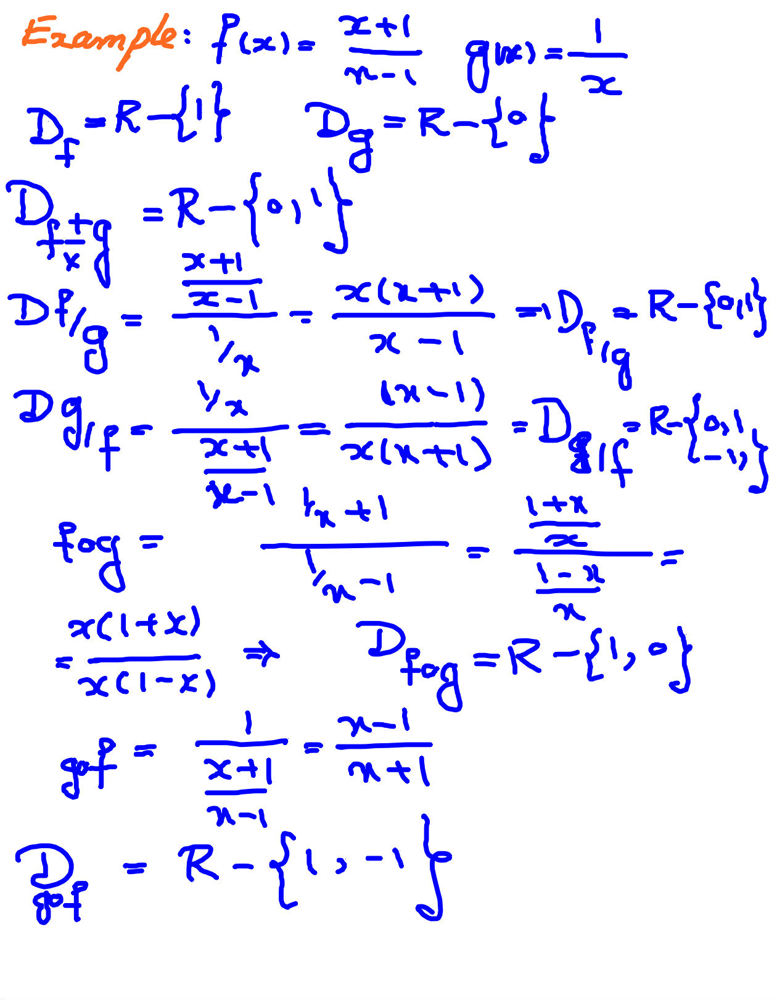 Example: f(x) = (x+1)/(x-1) g(x) = 1/x
D_f = R-{1} D_g = R-{0}
D_{f +,-,× g} = R-{0,1}
D f/g = ((x+1)/(x-1))/(1/x) = x(x+1)/(x-1) ⇒ D_{f/g} = R-{0,1}
D g/f = (1/x)/((x+1)/(x-1)) = (x-1)/(x(x+1)) = D_{g/f} = R-{0,1,-1}
fog = (1/x+1)/(1/x-1) = ((1+x)/x)/((1-x)/x) =
= x(1+x)/(x(1-x)) ⇒ D_{fog} = R-{1,0}
gof = 1/((x+1)/(x-1)) = (x-1)/(x+1)
D_{gof} = R-{1,-1}